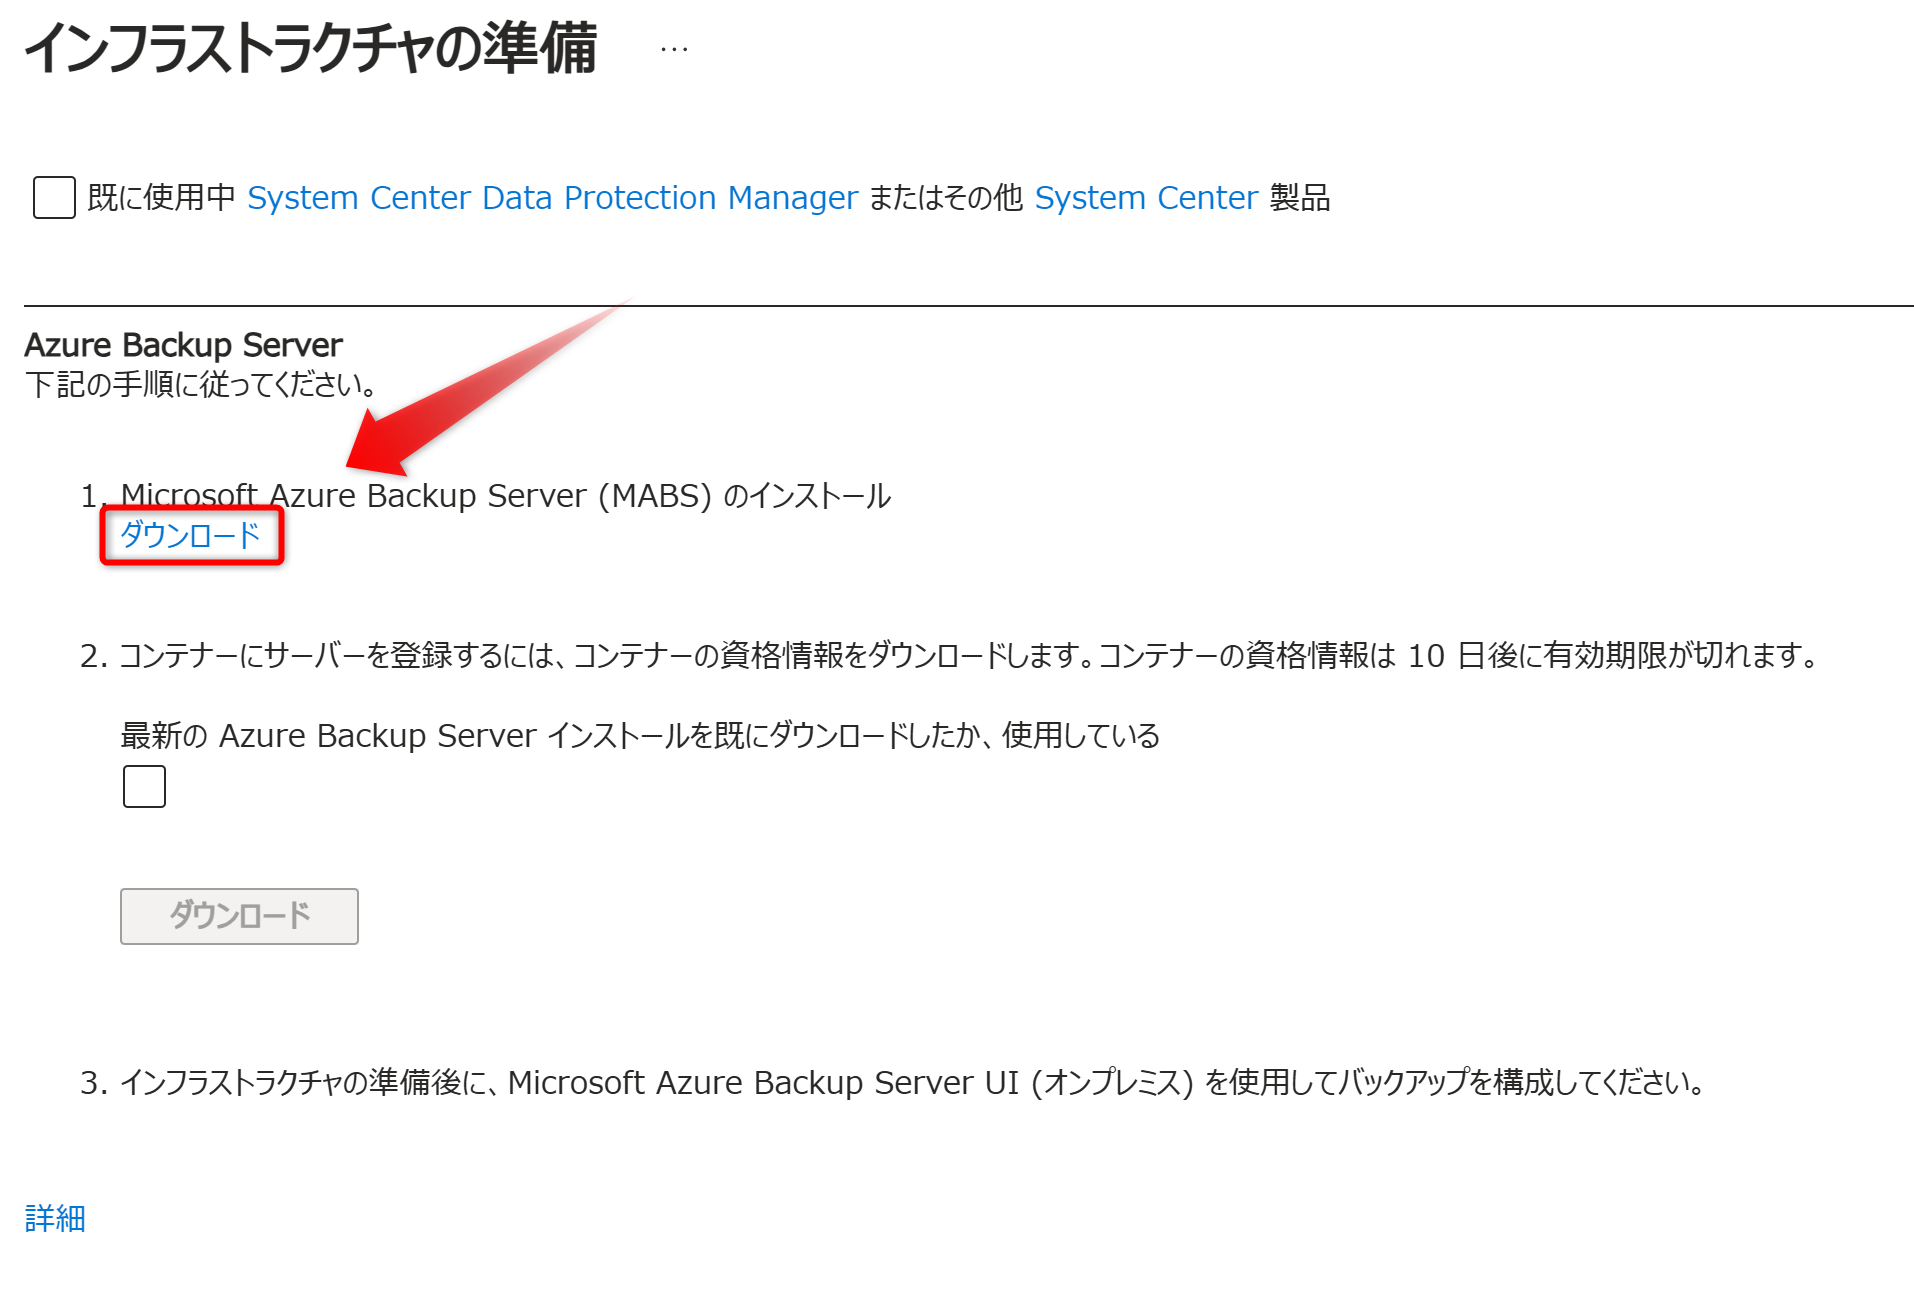 インフラストラクチャの準備 …
既に使用中 System Center Data Protection Manager またはその他 System Center 製品
Azure Backup Server
下記の手順に従ってください。
1. Microsoft Azure Backup Server (MABS) のインストール
ダウンロード
2. コンテナーにサーバーを登録するには、コンテナーの資格情報をダウンロードします。コンテナーの資格情報は 10 日後に有効期限が切れます。
最新の Azure Backup Server インストールを既にダウンロードしたか、使用している
ダウンロード
3. インフラストラクチャの準備後に、Microsoft Azure Backup Server UI (オンプレミス) を使用してバックアップを構成してください。
詳細